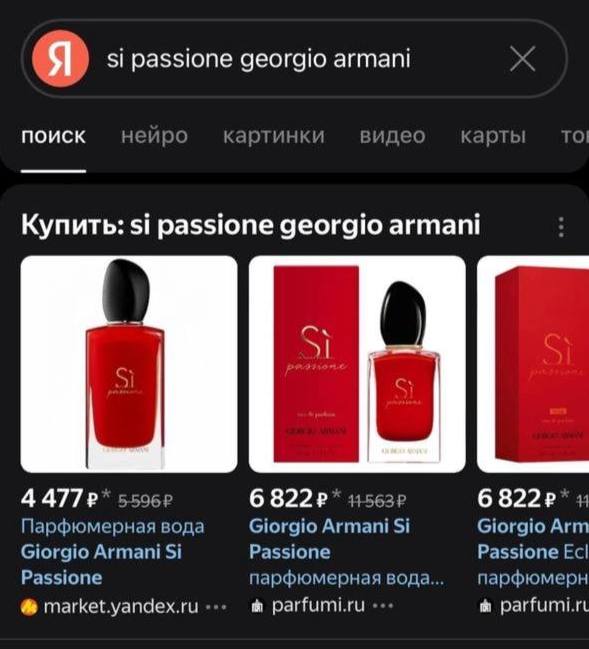 Я si passione georgio armani
поиск нейро картинки видео карты то
Купить: si passione georgio armani
Sì
passione
GIORGIO ARMANI
Sì
passione
eau de parfum
GIORGIO ARMANI
Sì
passione
GIORGIO ARMANI
Sì
passione
GIORGIO ARMANI
4 477 ₽* 5 596 ₽
Парфюмерная вода
Giorgio Armani Si
Passione
market.yandex.ru
6 822 ₽* 11 563 ₽
Giorgio Armani Si
Passione
парфюмерная вода...
parfumi.ru
6 822 ₽* 11
Giorgio Arm
Passione Ecl
парфюмерн
parfumi.ru